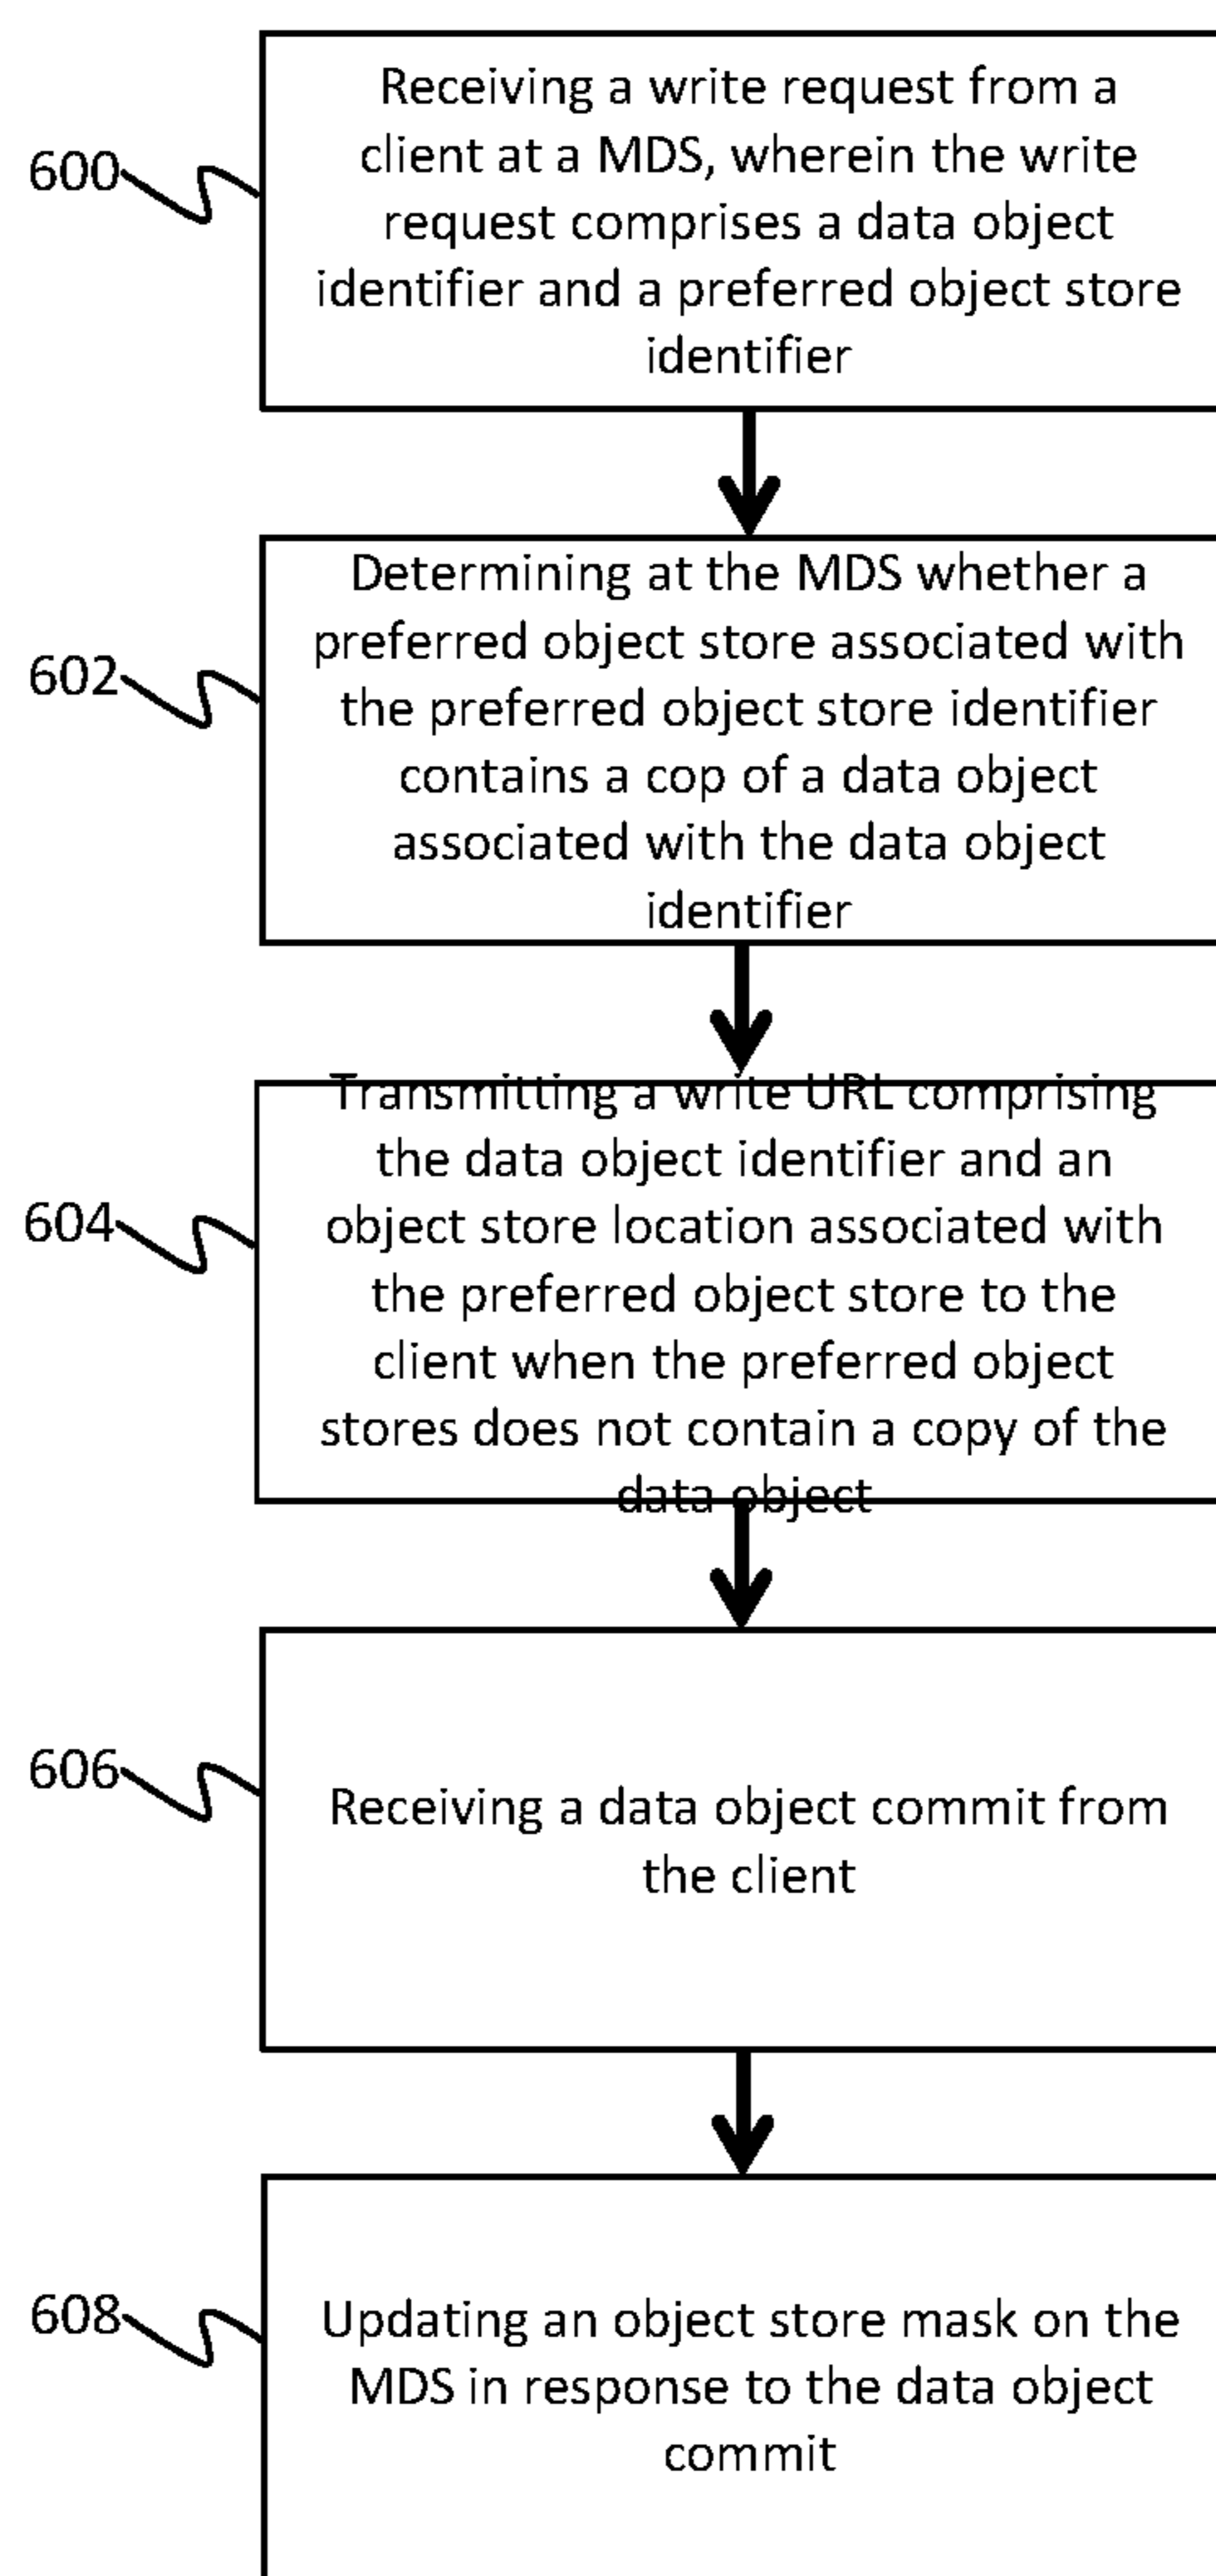 600
Receiving a write request from a
client at a MDS, wherein the write
request comprises a data object
identifier and a preferred object store
identifier
602
Determining at the MDS whether a
preferred object store associated with
the preferred object store identifier
contains a cop of a data object
associated with the data object
identifier
604
Transmitting a write URL comprising
the data object identifier and an
object store location associated with
the preferred object store to the
client when the preferred object
stores does not contain a copy of the
data object
606
Receiving a data object commit from
the client
608
Updating an object store mask on the
MDS in response to the data object
commit